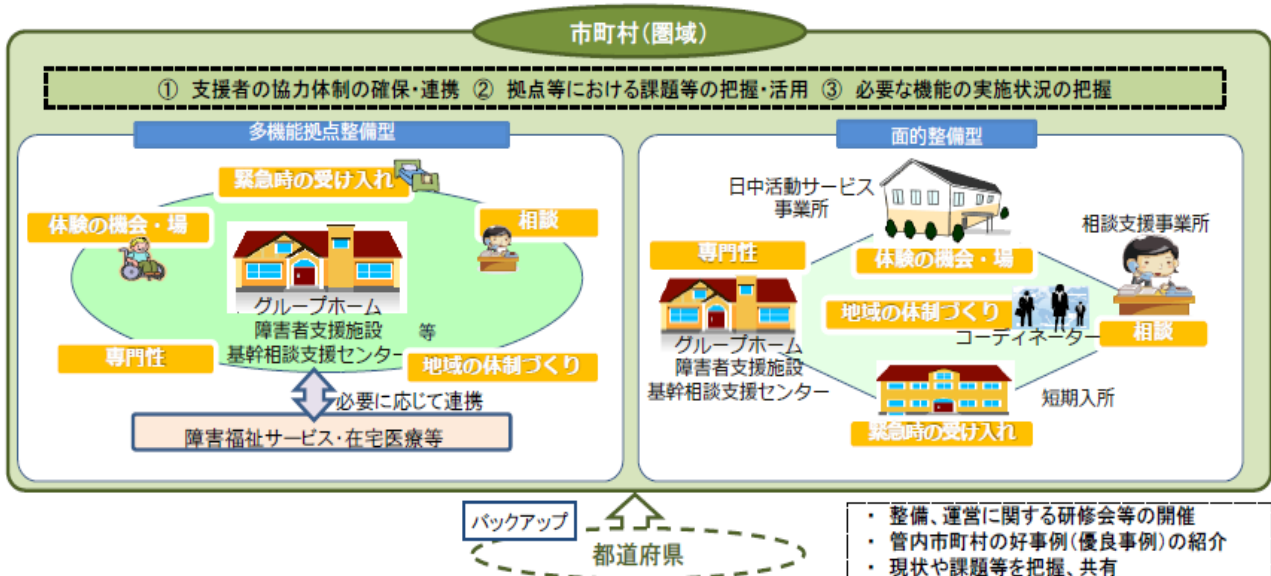 市町村(圏域)
① 支援者の協力体制の確保・連携 ② 拠点等における課題等の把握・活用 ③ 必要な機能の実施状況の把握
多機能拠点整備型
緊急時の受け入れ
体験の機会・場
相談
グループホーム
障害者支援施設 等
基幹相談支援センター
専門性
地域の体制づくり
必要に応じて連携
障害福祉サービス・在宅医療等
面的整備型
日中活動サービス
事業所
相談支援事業所
専門性
体験の機会・場
地域の体制づくり
コーディネーター
相談
グループホーム
障害者支援施設
基幹相談支援センター
短期入所
緊急時の受け入れ
バックアップ
都道府県
・ 整備、運営に関する研修会等の開催
・ 管内市町村の好事例(優良事例)の紹介
・ 現状や課題等を把握、共有